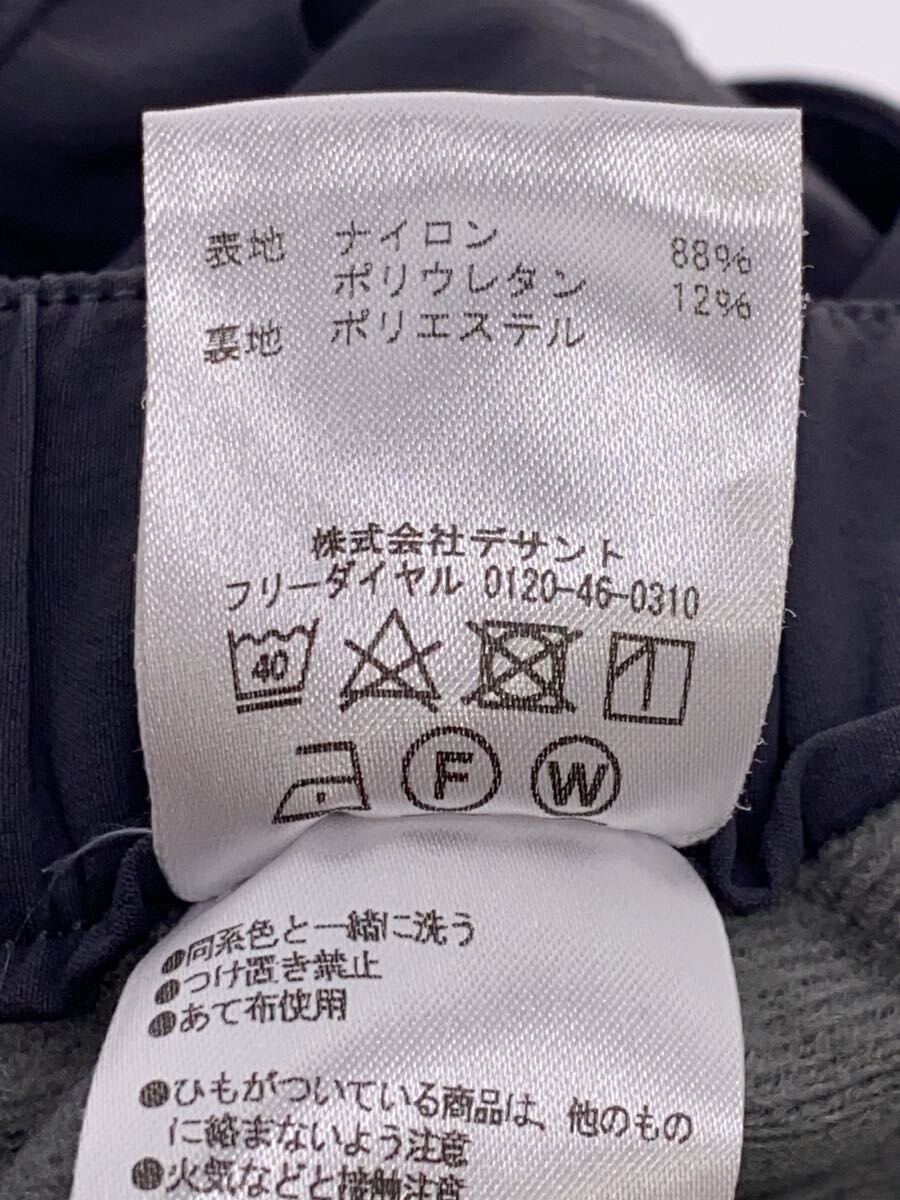 表地 ナイロン 88%
ポリウレタン 12%
裏地 ポリエステル
株式会社デサント
フリーダイヤル 0120-46-0310
40
F W
●同系色と一緒に洗う
●つけ置き禁止
●あて布使用
●ひもがついている商品は、他のもの
に絡まないよう注意
●火気などと接触注意